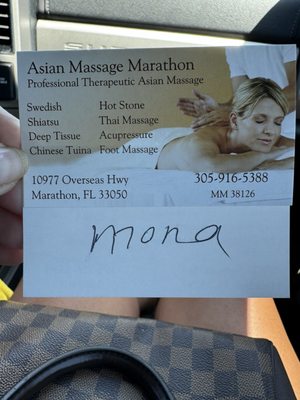 Asian Massage Marathon
Professional Therapeutic Asian Massage
Swedish Hot Stone
Shiatsu Thai Massage
Deep Tissue Acupressure
Chinese Tuina Foot Massage
10977 Overseas Hwy 305-916-5388
Marathon, FL 33050 MM 38126
mona